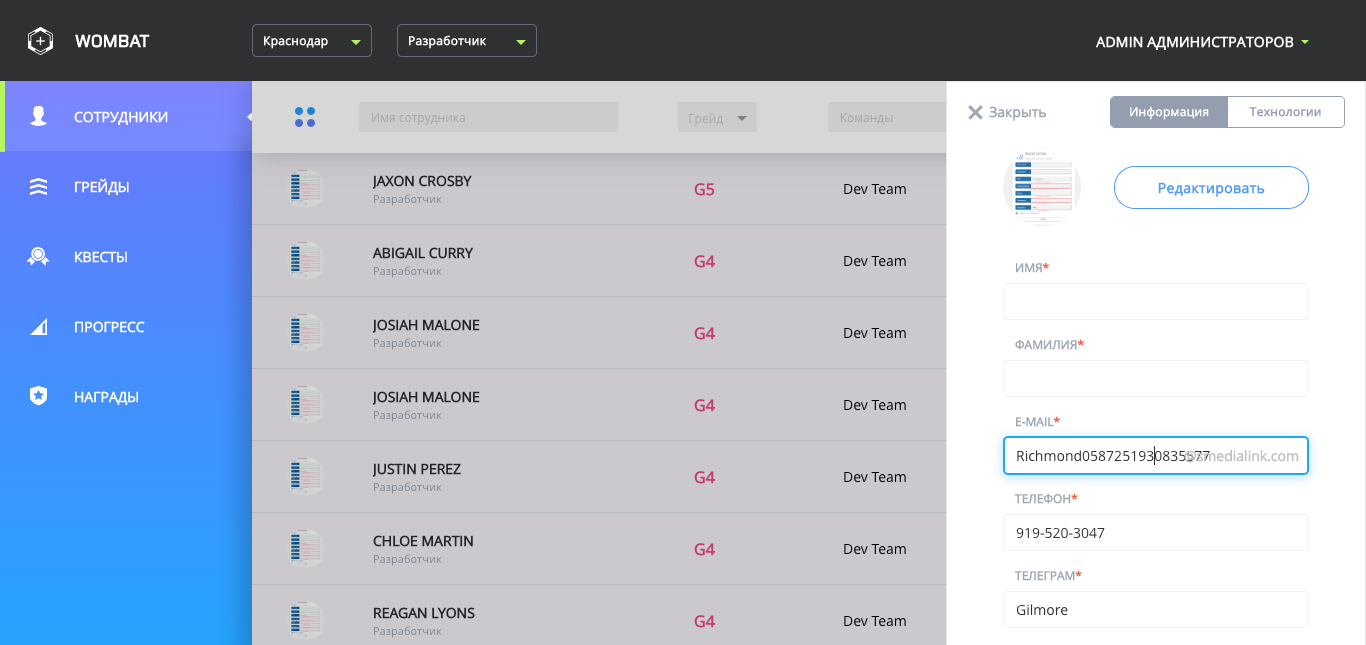 WOMBAT
Краснодар
Разработчик
ADMIN АДМИНИСТРАТОРОВ
СОТРУДНИКИ
ГРЕЙДЫ
КВЕСТЫ
ПРОГРЕСС
НАГРАДЫ
Имя сотрудника
Грейд
Команды
JAXON CROSBY
Разработчик
G5
Dev Team
ABIGAIL CURRY
Разработчик
G4
Dev Team
JOSIAH MALONE
Разработчик
G4
Dev Team
JOSIAH MALONE
Разработчик
G4
Dev Team
JUSTIN PEREZ
Разработчик
G4
Dev Team
CHLOE MARTIN
Разработчик
G4
Dev Team
REAGAN LYONS
Разработчик
G4
Dev Team
Закрыть
Информация
Технологии
Редактировать
ИМЯ*
ФАМИЛИЯ*
E-MAIL*
Richmond0587251930835577 @smedialink.com
ТЕЛЕФОН*
919-520-3047
ТЕЛЕГРАМ*
Gilmore